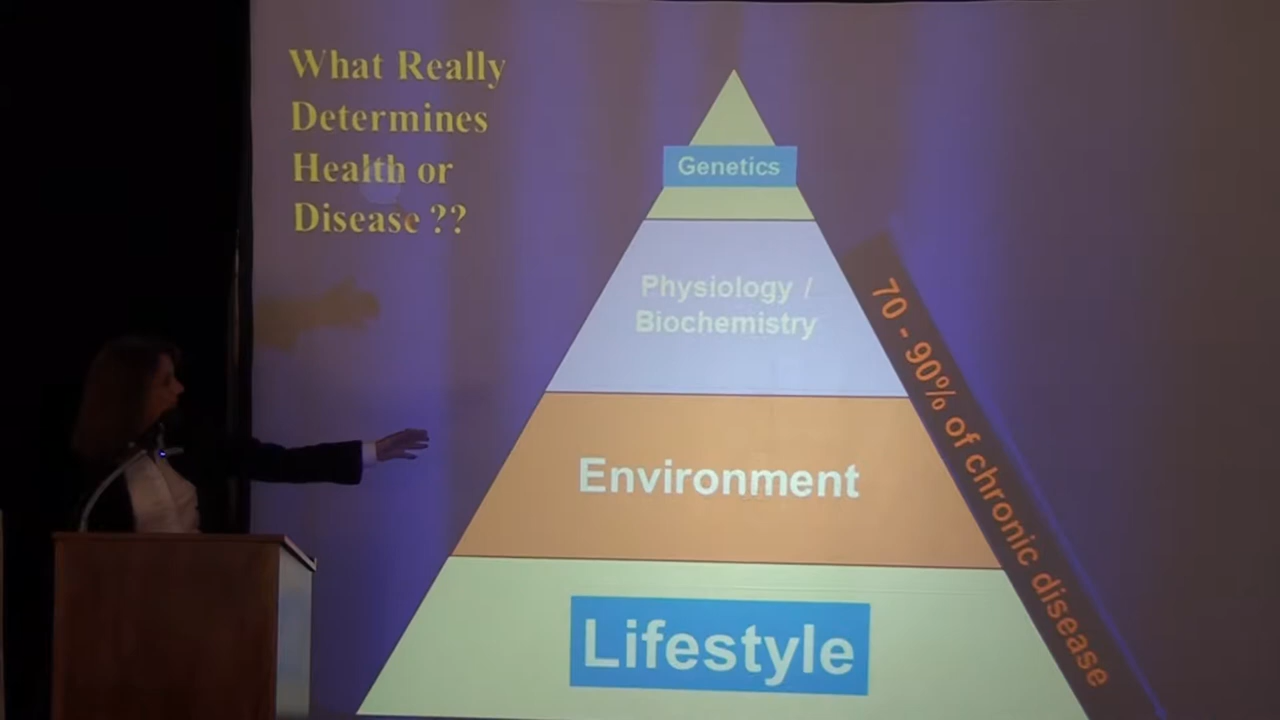 What Really
Determines
Health or
Disease ??
Genetics
Physiology /
Biochemistry
Environment
Lifestyle
70 - 90% of chronic disease